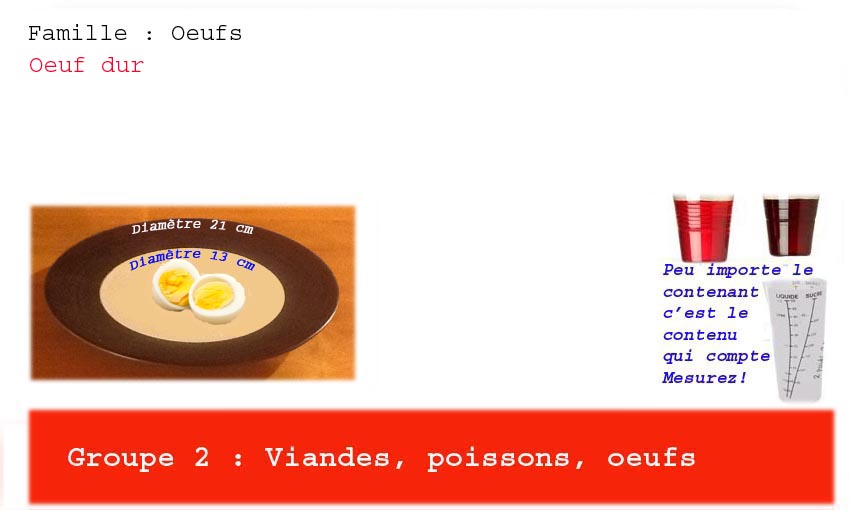 Famille : Oeufs
Oeuf dur
Diamètre 21 cm
Diamètre 13 cm
Peu importe le
contenant
c’est le
contenu
qui compte
Mesurez!
LIQUIDE SUCRE
Groupe 2 : Viandes, poissons, oeufs